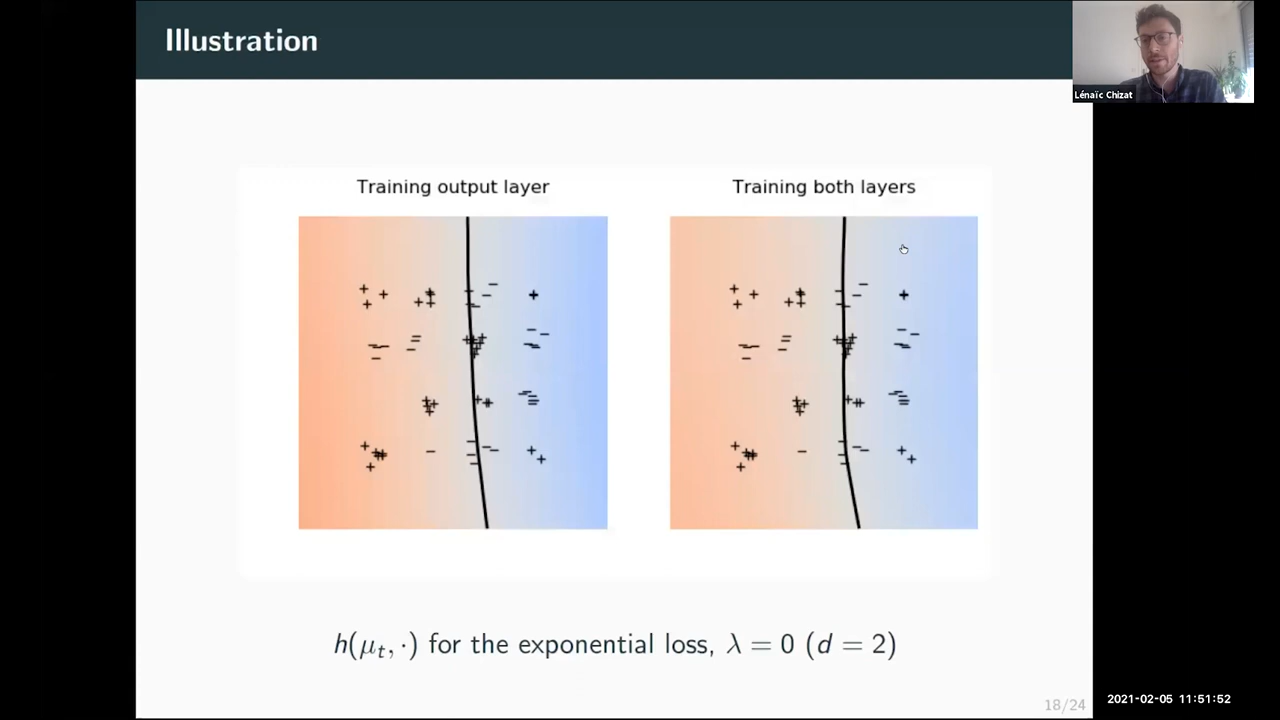 Illustration
Lénaïc Chizat
Training output layer
Training both layers
h(μt, ·) for the exponential loss, λ = 0 (d = 2)
18/24
2021-02-05 11:51:52